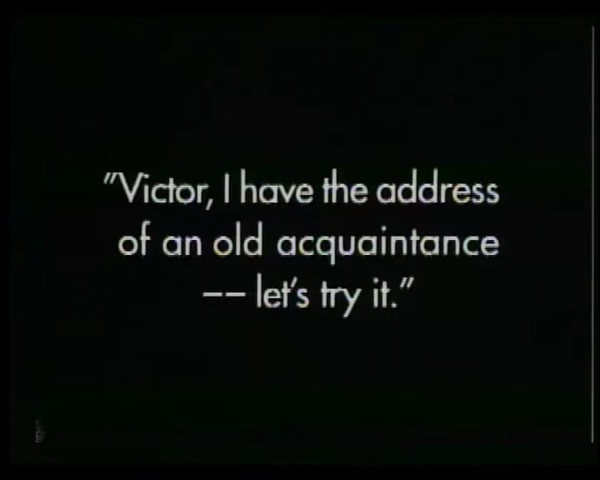 "Victor, I have the address
of an old acquaintance
-- let's try it."